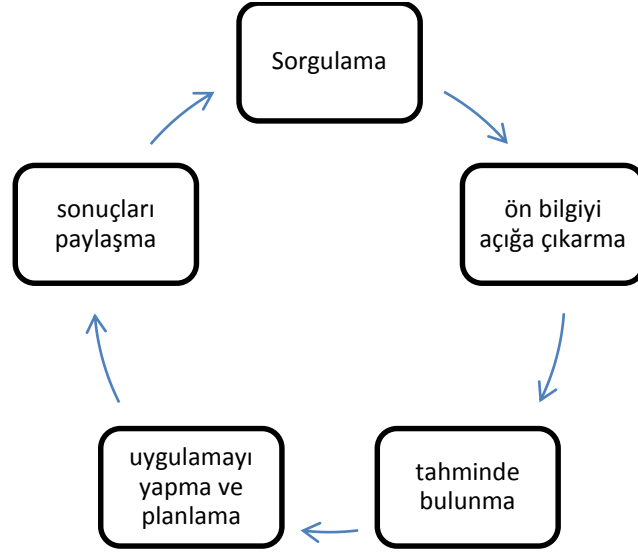 Sorgulama
ön bilgiyi
açığa çıkarma
tahminde
bulunma
uygulamayı
yapma ve
planlama
sonuçları
paylaşma